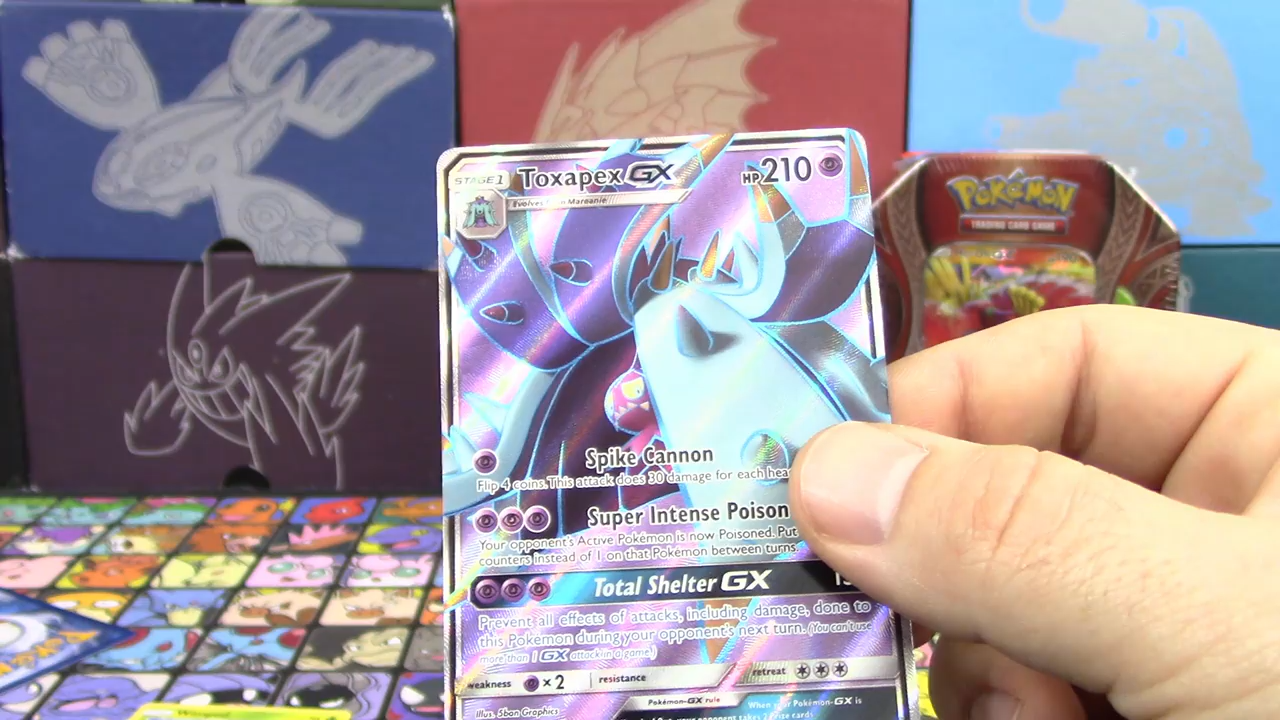 STAGE 1 Toxapex GX HP 210
Evolves from Mareanie
POKÉMON
TRADING CARD GAME
Spike Cannon
Flip 4 coins. This attack does 30 damage for each
Super Intense Poison
Your opponent's Active Pokémon is now Poisoned. Put
counters instead of 1 on that Pokémon between turns.
Total Shelter GX
Prevent all effects of attacks, including damage, done to
this Pokémon during your opponent's next turn. (You can't use
more than 1 GX attack in a game.)
weakness ×2 resistance retreat
Pokémon-GX rule
Illus. 5ban Graphics
When your Pokémon-GX is